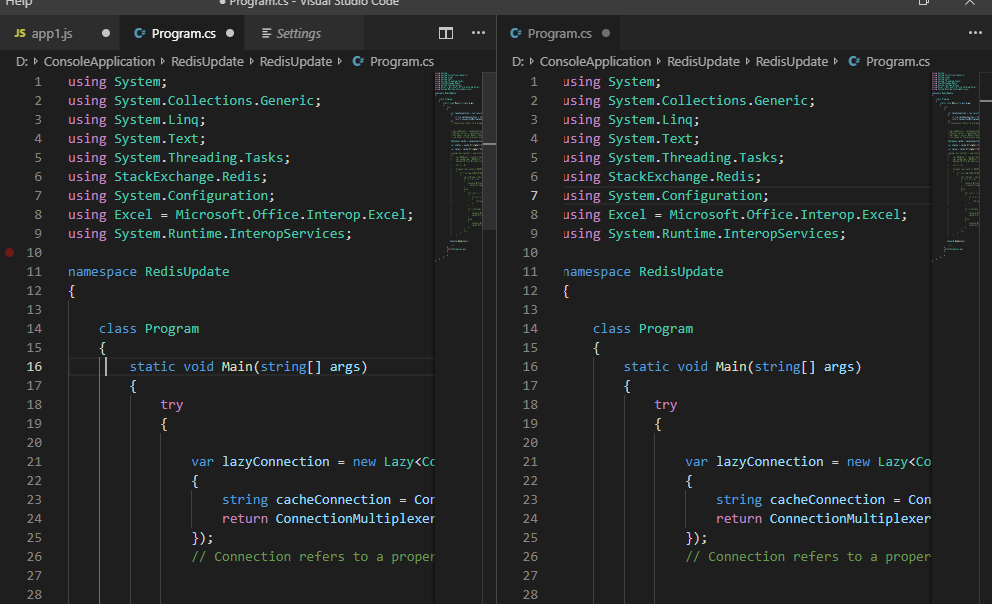 Help
● Program.cs - Visual Studio Code
JS app1.js ●
C# Program.cs ●
Settings
D: › ConsoleApplication › RedisUpdate › RedisUpdate › C# Program.cs
1 using System;
2 using System.Collections.Generic;
3 using System.Linq;
4 using System.Text;
5 using System.Threading.Tasks;
6 using StackExchange.Redis;
7 using System.Configuration;
8 using Excel = Microsoft.Office.Interop.Excel;
9 using System.Runtime.InteropServices;
10
11 namespace RedisUpdate
12 {
13
14 class Program
15 {
16 static void Main(string[] args)
17 {
18 try
19 {
20
21 var lazyConnection = new Lazy<Co
22 {
23 string cacheConnection = Con
24 return ConnectionMultiplexer
25 });
26 // Connection refers to a proper
27
28
C# Program.cs ●
D: › ConsoleApplication › RedisUpdate › RedisUpdate › C# Program.cs
1 using System;
2 using System.Collections.Generic;
3 using System.Linq;
4 using System.Text;
5 using System.Threading.Tasks;
6 using StackExchange.Redis;
7 using System.Configuration;
8 using Excel = Microsoft.Office.Interop.Excel;
9 using System.Runtime.InteropServices;
10
11 namespace RedisUpdate
12 {
13
14 class Program
15 {
16 static void Main(string[] args)
17 {
18 try
19 {
20
21 var lazyConnection = new Lazy<Co
22 {
23 string cacheConnection = Con
24 return ConnectionMultiplexer
25 });
26 // Connection refers to a proper
27
28